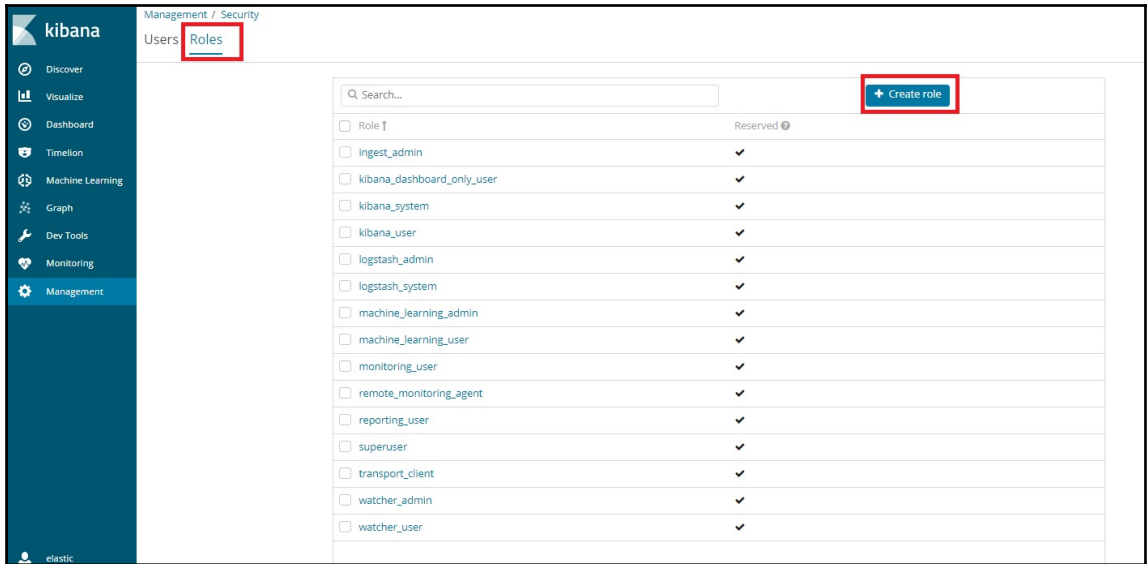 kibana
Discover
Visualize
Dashboard
Timelion
Machine Learning
Graph
Dev Tools
Monitoring
Management
elastic
Management / Security
Users Roles
Search...
+ Create role
Role Reserved
ingest_admin
kibana_dashboard_only_user
kibana_system
kibana_user
logstash_admin
logstash_system
machine_learning_admin
machine_learning_user
monitoring_user
remote_monitoring_agent
reporting_user
superuser
transport_client
watcher_admin
watcher_user